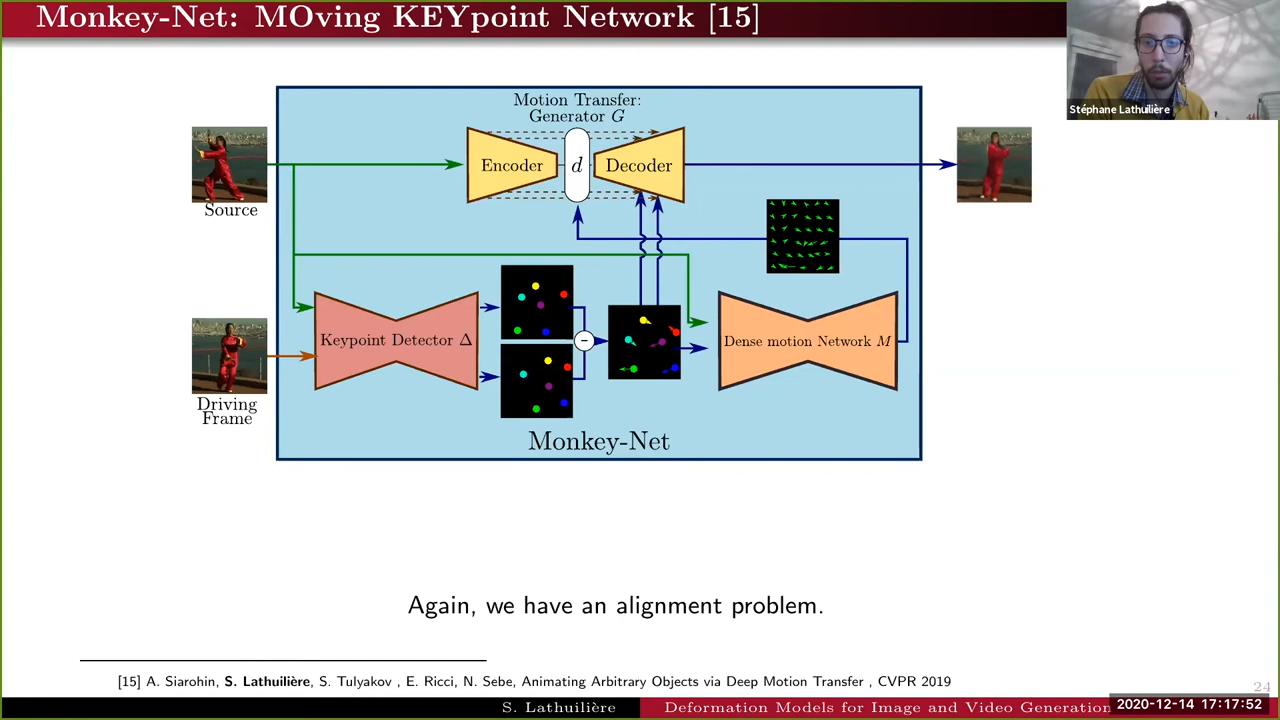 Monkey-Net: MOving KEYpoint Network [15]
Stéphane Lathuilière
Motion Transfer:
Generator G
Encoder
d
Decoder
Source
Keypoint Detector Δ
-
Dense motion Network M
Driving
Frame
Monkey-Net
Again, we have an alignment problem.
[15] A. Siarohin, S. Lathuilière, S. Tulyakov , E. Ricci, N. Sebe, Animating Arbitrary Objects via Deep Motion Transfer , CVPR 2019
24
S. Lathuilière
Deformation Models for Image and Video Generation
2020-12-14 17:17:52